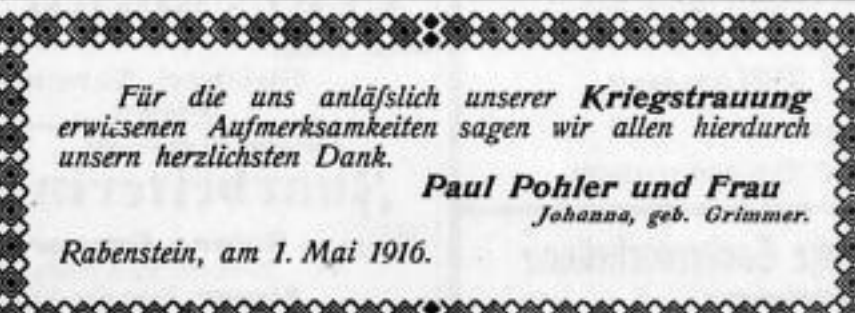 Für die uns anläſslich unserer Kriegstrauung
erwiesenen Aufmerksamkeiten sagen wir allen hierdurch
unsern herzlichsten Dank.
Paul Pohler und Frau
Johanna, geb. Grimmer.
Rabenstein, am 1. Mai 1916.